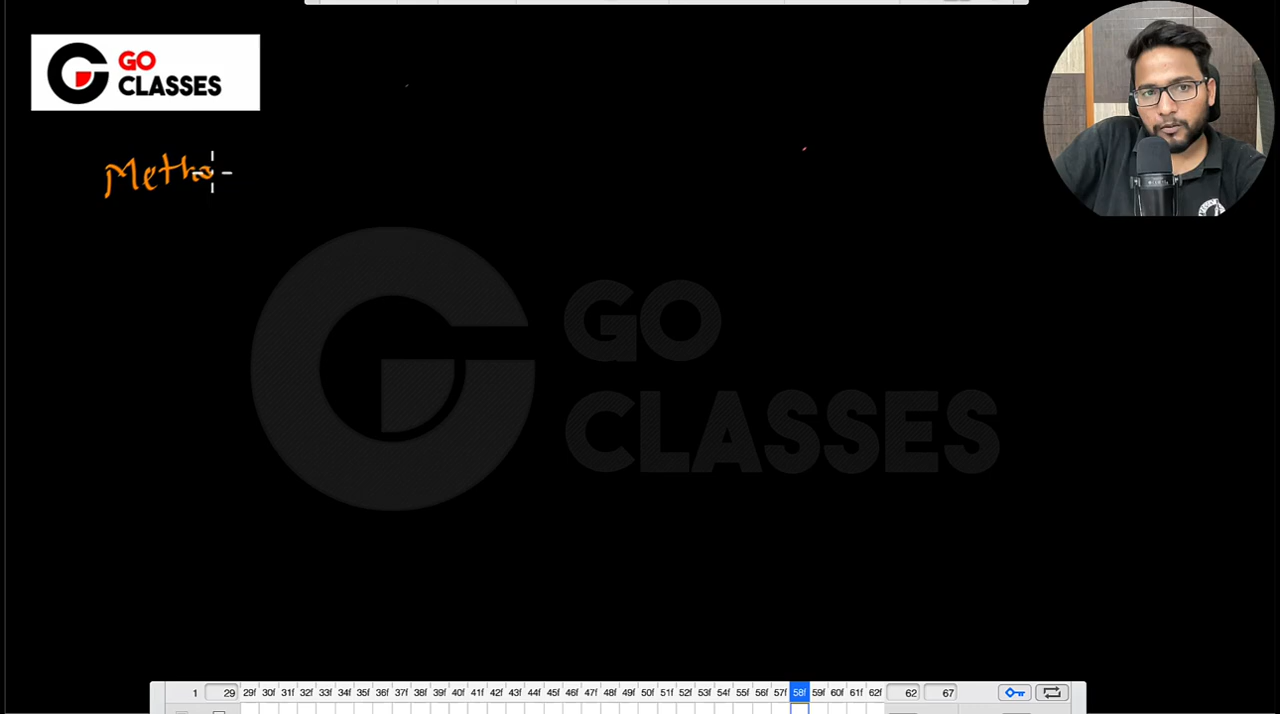 GO
CLASSES
Metho
GO
CLASSES
1 29 29f 30f 31f 32f 33f 34f 35f 36f 37f 38f 39f 40f 41f 42f 43f 44f 45f 46f 47f 48f 49f 50f 51f 52f 53f 54f 55f 56f 57f 58f 59f 60f 61f 62f 62 67